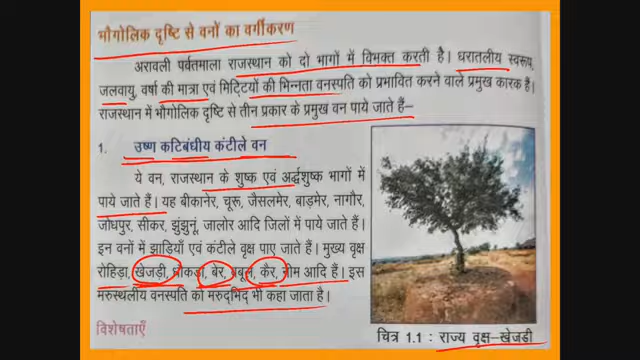 भौगोलिक दृष्टि से वनों का वर्गीकरण
अरावली पर्वतमाला राजस्थान को दो भागों में विभक्त करती है। धरातलीय स्वरूप,
जलवायु, वर्षा की मात्रा एवं मिट्टियों की भिन्नता वनस्पति को प्रभावित करने वाले प्रमुख कारक है।
राजस्थान में भौगोलिक दृष्टि से तीन प्रकार के प्रमुख वन पाये जाते हैं–
1. उष्ण कटिबंधीय कंटीले वन
ये वन, राजस्थान के शुष्क एवं अर्द्धशुष्क भागों में
पाये जाते हैं। यह बीकानेर, चूरू, जैसलमेर, बाड़मेर, नागौर,
जोधपुर, सीकर, झुंझुनूं, जालोर आदि जिलों में पाये जाते हैं।
इन वनों में झाडियाँ एवं कंटीले वृक्ष पाए जाते हैं। मुख्य वृक्ष
रोहिड़ा, खेजड़ी, धौकड़ा, बेर, बबूल, कैर, नीम आदि हैं। इस
मरुस्थलीय वनस्पति को मरुद्भिद् भी कहा जाता है।
चित्र 1.1 : राज्य वृक्ष–खेजड़ी
विशेषताएँ